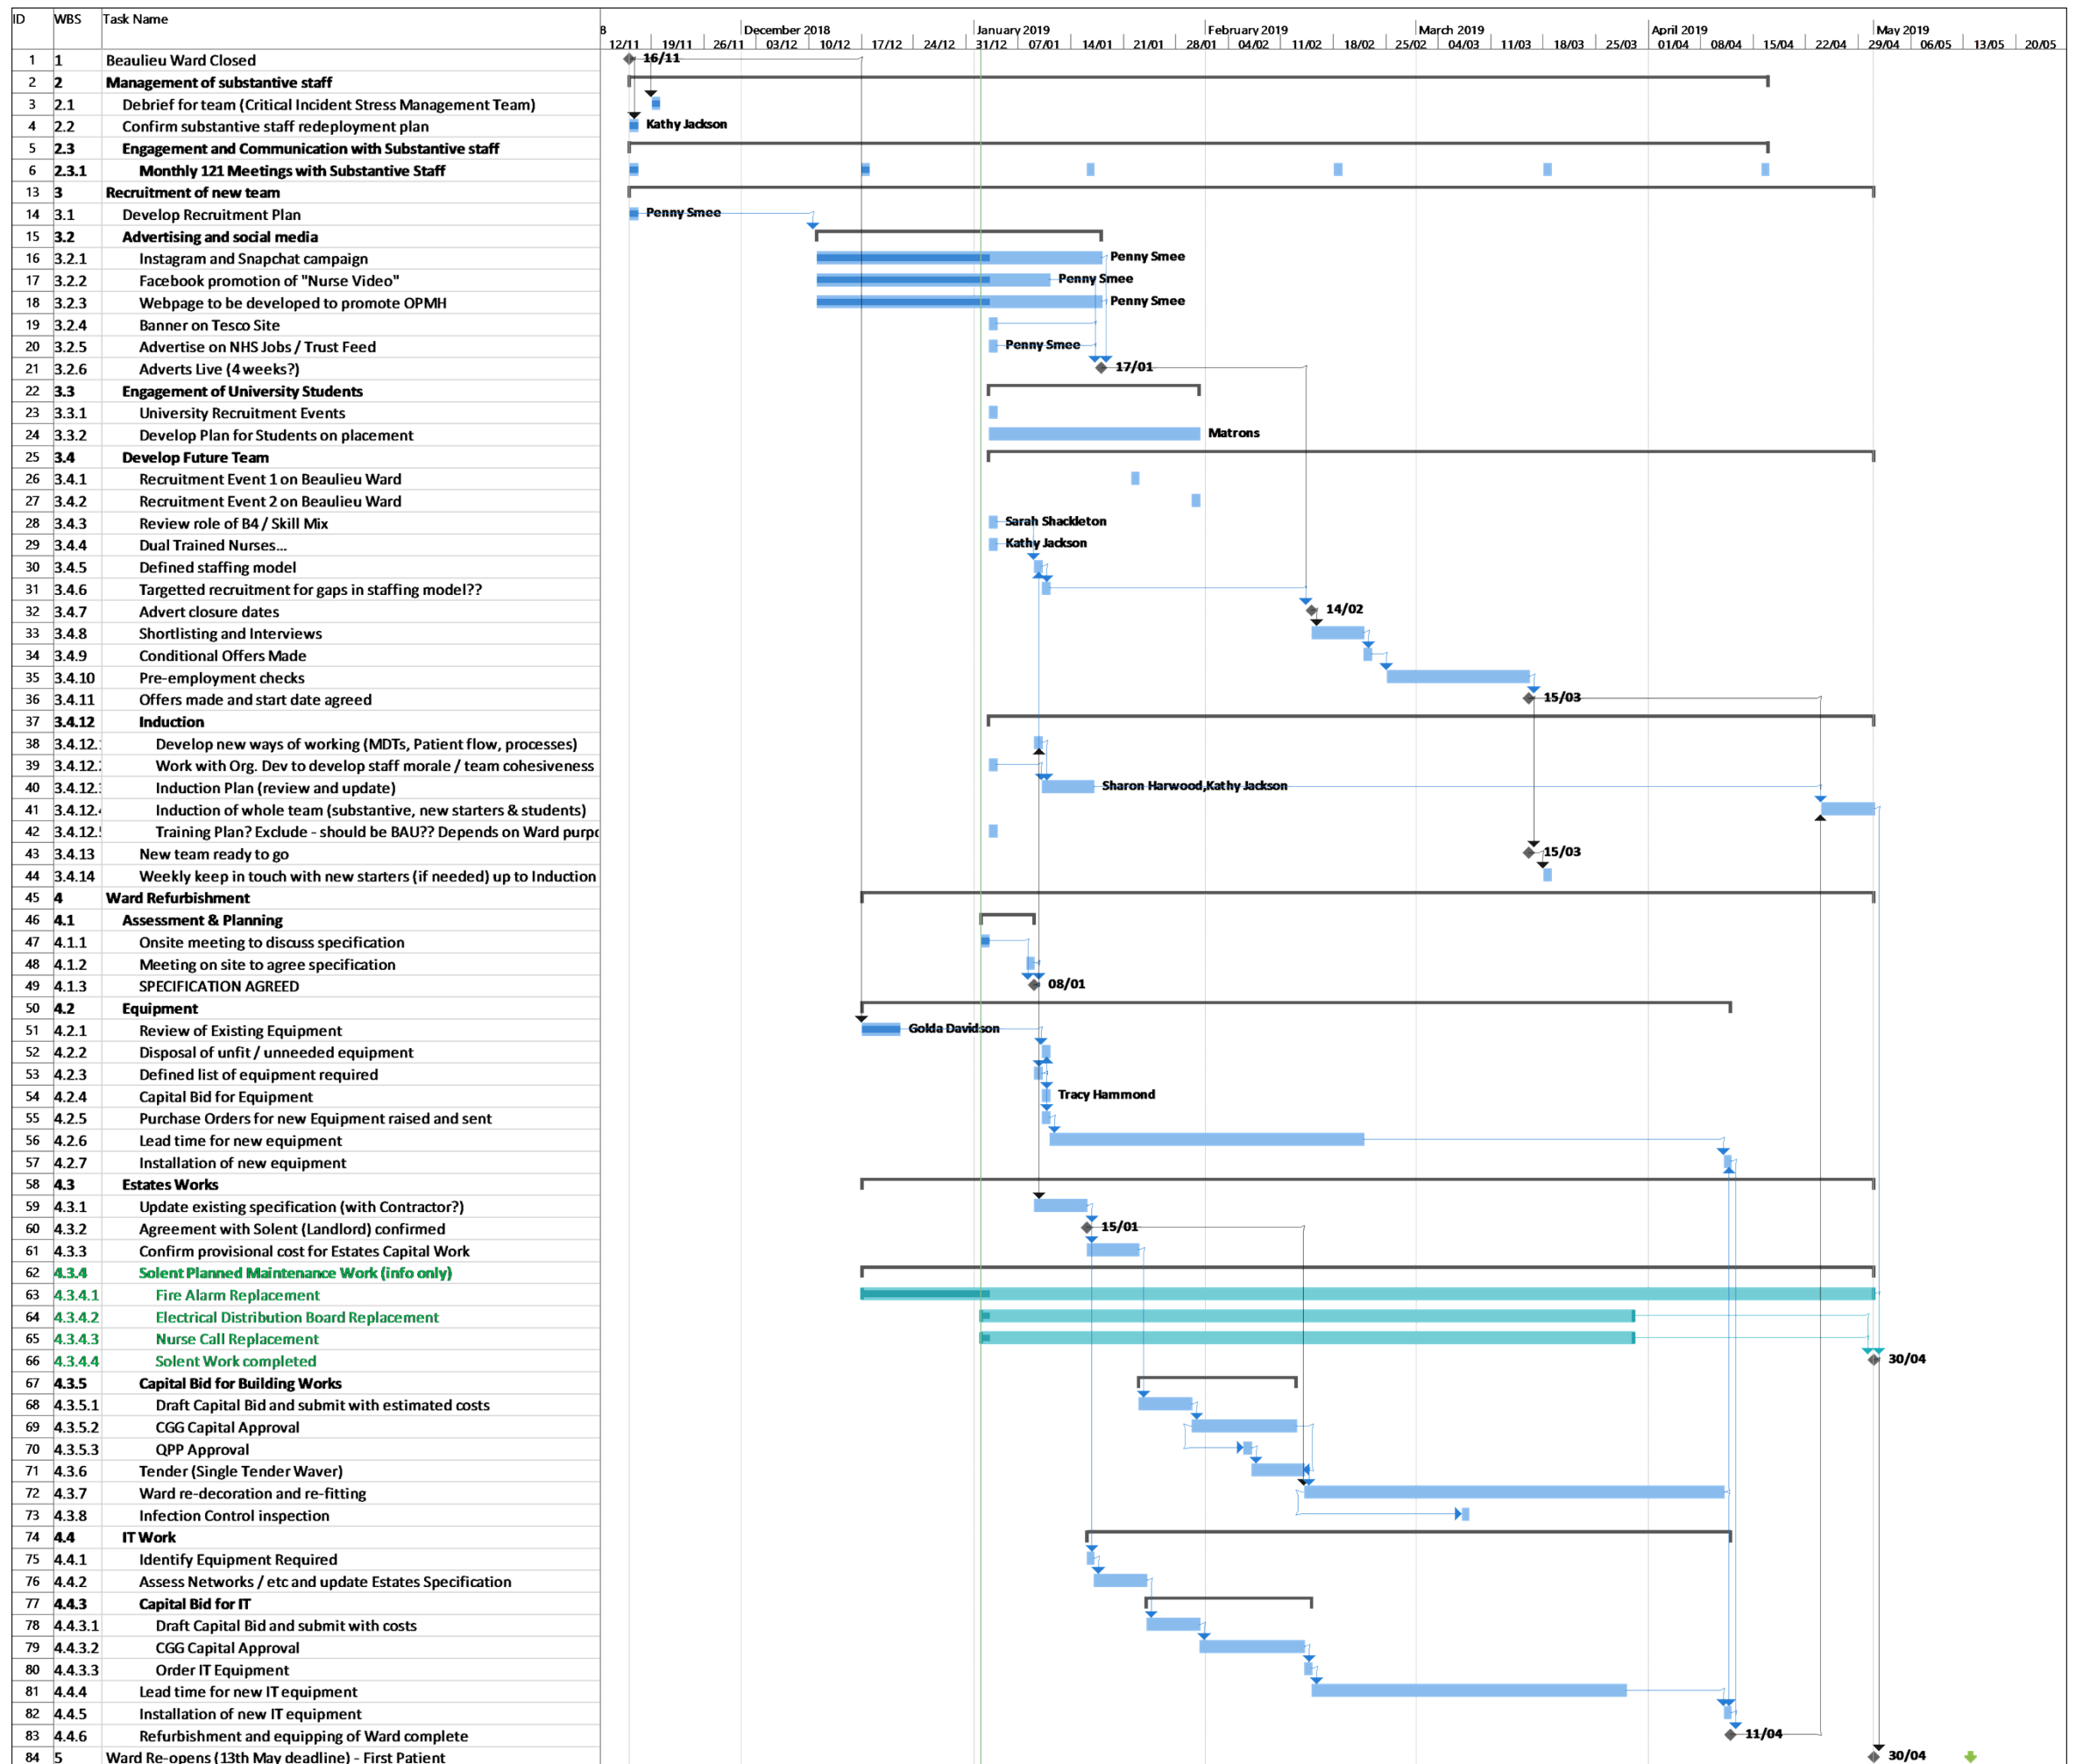 ID WBS Task Name
8 December 2018 January 2019 February 2019 March 2019 April 2019 May 2019
12/11 19/11 26/11 03/12 10/12 17/12 24/12 31/12 07/01 14/01 21/01 28/01 04/02 11/02 18/02 25/02 04/03 11/03 18/03 25/03 01/04 08/04 15/04 22/04 29/04 06/05 13/05 20/05
1 1 Beaulieu Ward Closed 16/11
2 2 Management of substantive staff
3 2.1 Debrief for team (Critical Incident Stress Management Team)
4 2.2 Confirm substantive staff redeployment plan Kathy Jackson
5 2.3 Engagement and Communication with Substantive staff
6 2.3.1 Monthly 121 Meetings with Substantive Staff
13 3 Recruitment of new team
14 3.1 Develop Recruitment Plan Penny Smee
15 3.2 Advertising and social media
16 3.2.1 Instagram and Snapchat campaign Penny Smee
17 3.2.2 Facebook promotion of "Nurse Video" Penny Smee
18 3.2.3 Webpage to be developed to promote OPMH Penny Smee
19 3.2.4 Banner on Tesco Site
20 3.2.5 Advertise on NHS Jobs / Trust Feed Penny Smee
21 3.2.6 Adverts Live (4 weeks?) 17/01
22 3.3 Engagement of University Students
23 3.3.1 University Recruitment Events
24 3.3.2 Develop Plan for Students on placement Matrons
25 3.4 Develop Future Team
26 3.4.1 Recruitment Event 1 on Beaulieu Ward
27 3.4.2 Recruitment Event 2 on Beaulieu Ward
28 3.4.3 Review role of B4 / Skill Mix Sarah Shackleton
29 3.4.4 Dual Trained Nurses... Kathy Jackson
30 3.4.5 Defined staffing model
31 3.4.6 Targetted recruitment for gaps in staffing model??
32 3.4.7 Advert closure dates 14/02
33 3.4.8 Shortlisting and Interviews
34 3.4.9 Conditional Offers Made
35 3.4.10 Pre-employment checks
36 3.4.11 Offers made and start date agreed 15/03
37 3.4.12 Induction
38 3.4.12. Develop new ways of working (MDTs, Patient flow, processes)
39 3.4.12. Work with Org. Dev to develop staff morale / team cohesiveness
40 3.4.12. Induction Plan (review and update) Sharon Harwood,Kathy Jackson
41 3.4.12. Induction of whole team (substantive, new starters & students)
42 3.4.12. Training Plan? Exclude - should be BAU?? Depends on Ward purpo
43 3.4.13 New team ready to go 15/03
44 3.4.14 Weekly keep in touch with new starters (if needed) up to Induction
45 4 Ward Refurbishment
46 4.1 Assessment & Planning
47 4.1.1 Onsite meeting to discuss specification
48 4.1.2 Meeting on site to agree specification
49 4.1.3 SPECIFICATION AGREED 08/01
50 4.2 Equipment
51 4.2.1 Review of Existing Equipment Golda Davidson
52 4.2.2 Disposal of unfit / unneeded equipment
53 4.2.3 Defined list of equipment required
54 4.2.4 Capital Bid for Equipment Tracy Hammond
55 4.2.5 Purchase Orders for new Equipment raised and sent
56 4.2.6 Lead time for new equipment
57 4.2.7 Installation of new equipment
58 4.3 Estates Works
59 4.3.1 Update existing specification (with Contractor?)
60 4.3.2 Agreement with Solent (Landlord) confirmed 15/01
61 4.3.3 Confirm provisional cost for Estates Capital Work
62 4.3.4 Solent Planned Maintenance Work (info only)
63 4.3.4.1 Fire Alarm Replacement
64 4.3.4.2 Electrical Distribution Board Replacement
65 4.3.4.3 Nurse Call Replacement
66 4.3.4.4 Solent Work completed 30/04
67 4.3.5 Capital Bid for Building Works
68 4.3.5.1 Draft Capital Bid and submit with estimated costs
69 4.3.5.2 CGG Capital Approval
70 4.3.5.3 QPP Approval
71 4.3.6 Tender (Single Tender Waver)
72 4.3.7 Ward re-decoration and re-fitting
73 4.3.8 Infection Control inspection
74 4.4 IT Work
75 4.4.1 Identify Equipment Required
76 4.4.2 Assess Networks / etc and update Estates Specification
77 4.4.3 Capital Bid for IT
78 4.4.3.1 Draft Capital Bid and submit with costs
79 4.4.3.2 CGG Capital Approval
80 4.4.3.3 Order IT Equipment
81 4.4.4 Lead time for new IT equipment
82 4.4.5 Installation of new IT equipment
83 4.4.6 Refurbishment and equipping of Ward complete 11/04
84 5 Ward Re-opens (13th May deadline) - First Patient 30/04